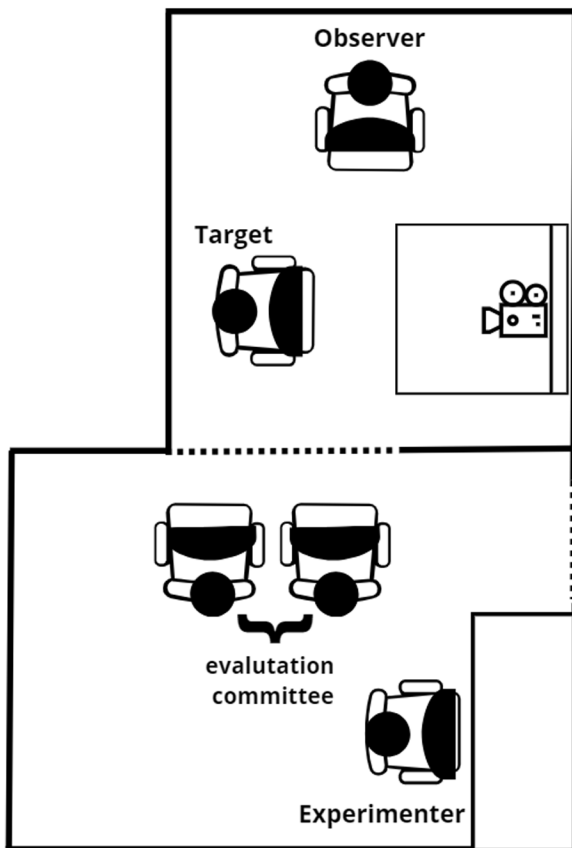 Observer
Target
evalutation
committee
Experimenter